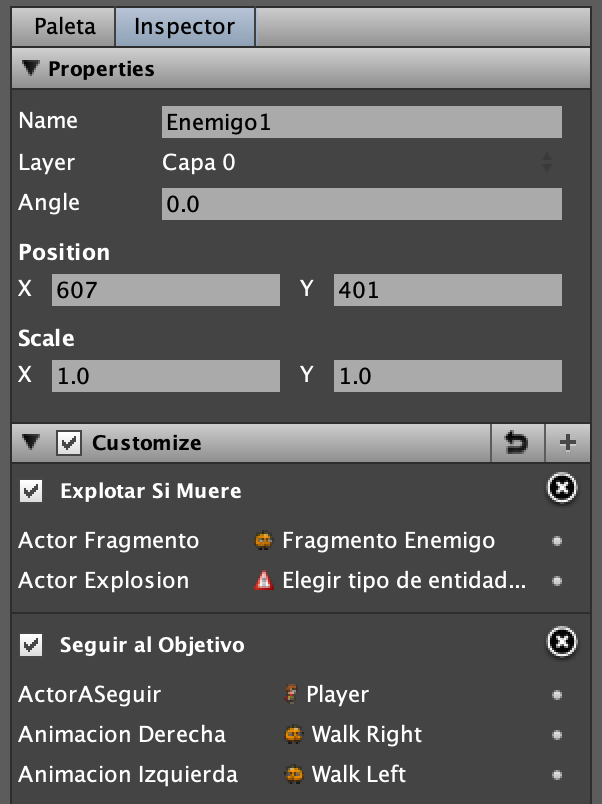 Paleta Inspector
Properties
Name Enemigo1
Layer Capa 0
Angle 0.0
Position
X 607 Y 401
Scale
X 1.0 Y 1.0
Customize
Explotar Si Muere
Actor Fragmento Fragmento Enemigo
Actor Explosion Elegir tipo de entidad...
Seguir al Objetivo
ActorASeguir Player
Animacion Derecha Walk Right
Animacion Izquierda Walk Left